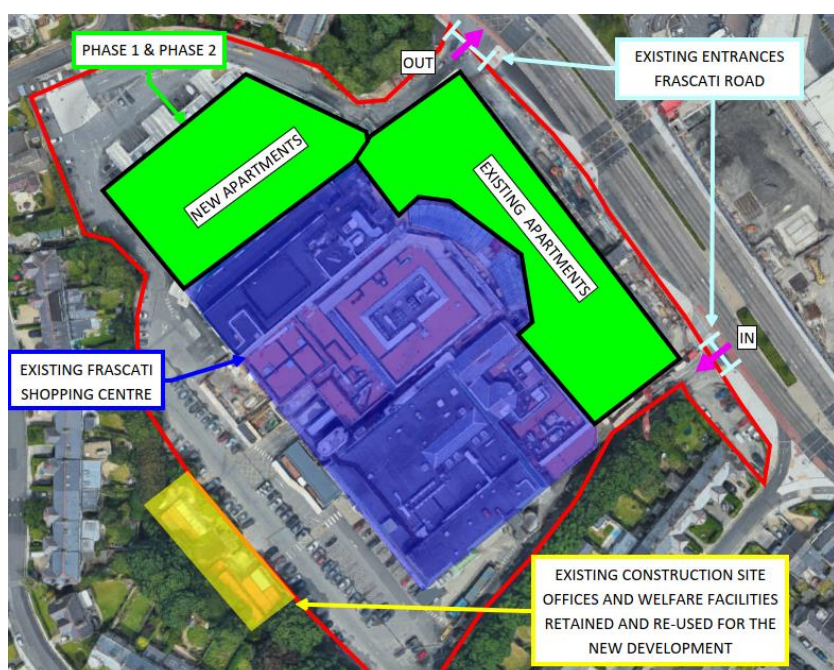 PHASE 1 & PHASE 2
OUT
EXISTING ENTRANCES
FRASCATI ROAD
NEW APARTMENTS
EXISTING APARTMENTS
IN
EXISTING FRASCATI
SHOPPING CENTRE
EXISTING CONSTRUCTION SITE
OFFICES AND WELFARE FACILITIES
RETAINED AND RE-USED FOR THE
NEW DEVELOPMENT